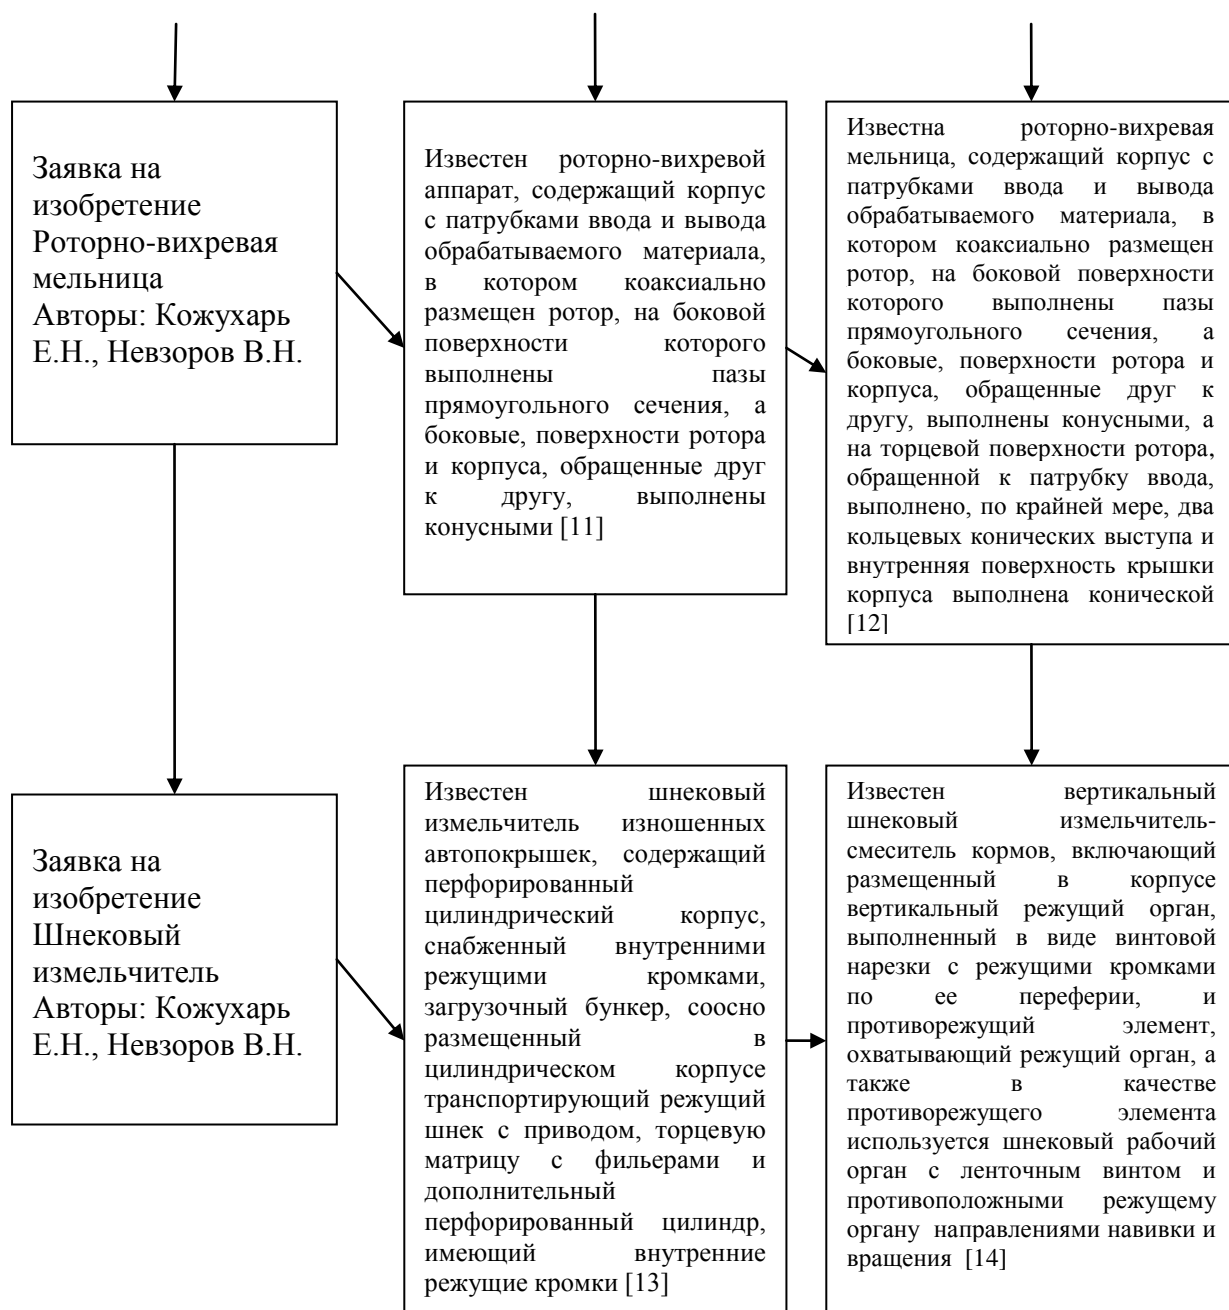 Заявка на
изобретение
Роторно-вихревая
мельница
Авторы: Кожухарь
Е.Н., Невзоров В.Н.
Известен роторно-вихревой
аппарат, содержащий корпус
с патрубками ввода и вывода
обрабатываемого материала,
в котором коаксиально
размещен ротор, на боковой
поверхности которого
выполнены пазы
прямоугольного сечения, а
боковые, поверхности ротора
и корпуса, обращенные друг
к другу, выполнены
конусными [11]
Известна роторно-вихревая
мельница, содержащий корпус с
патрубками ввода и вывода
обрабатываемого материала, в
котором коаксиально размещен
ротор, на боковой поверхности
которого выполнены пазы
прямоугольного сечения, а
боковые, поверхности ротора и
корпуса, обращенные друг к
другу, выполнены конусными, а
на торцевой поверхности ротора,
обращенной к патрубку ввода,
выполнено, по крайней мере, два
кольцевых конических выступа и
внутренняя поверхность крышки
корпуса выполнена конической
[12]
Заявка на
изобретение
Шнековый
измельчитель
Авторы: Кожухарь
Е.Н., Невзоров В.Н.
Известен шнековый
измельчитель изношенных
автопокрышек, содержащий
перфорированный
цилиндрический корпус,
снабженный внутренними
режущими кромками,
загрузочный бункер, соосно
размещенный в
цилиндрическом корпусе
транспортирующий режущий
шнек с приводом, торцевую
матрицу с фильерами и
дополнительный
перфорированный цилиндр,
имеющий внутренние
режущие кромки [13]
Известен вертикальный
шнековый измельчитель-
смеситель кормов, включающий
размещенный в корпусе
вертикальный режущий орган,
выполненный в виде винтовой
нарезки с режущими кромками
по ее переферии, и
противорежущий элемент,
охватывающий режущий орган, а
также в качестве
противорежущего элемента
используется шнековый рабочий
орган с ленточным винтом и
противоположными режущему
органу направлениями навивки и
вращения [14]